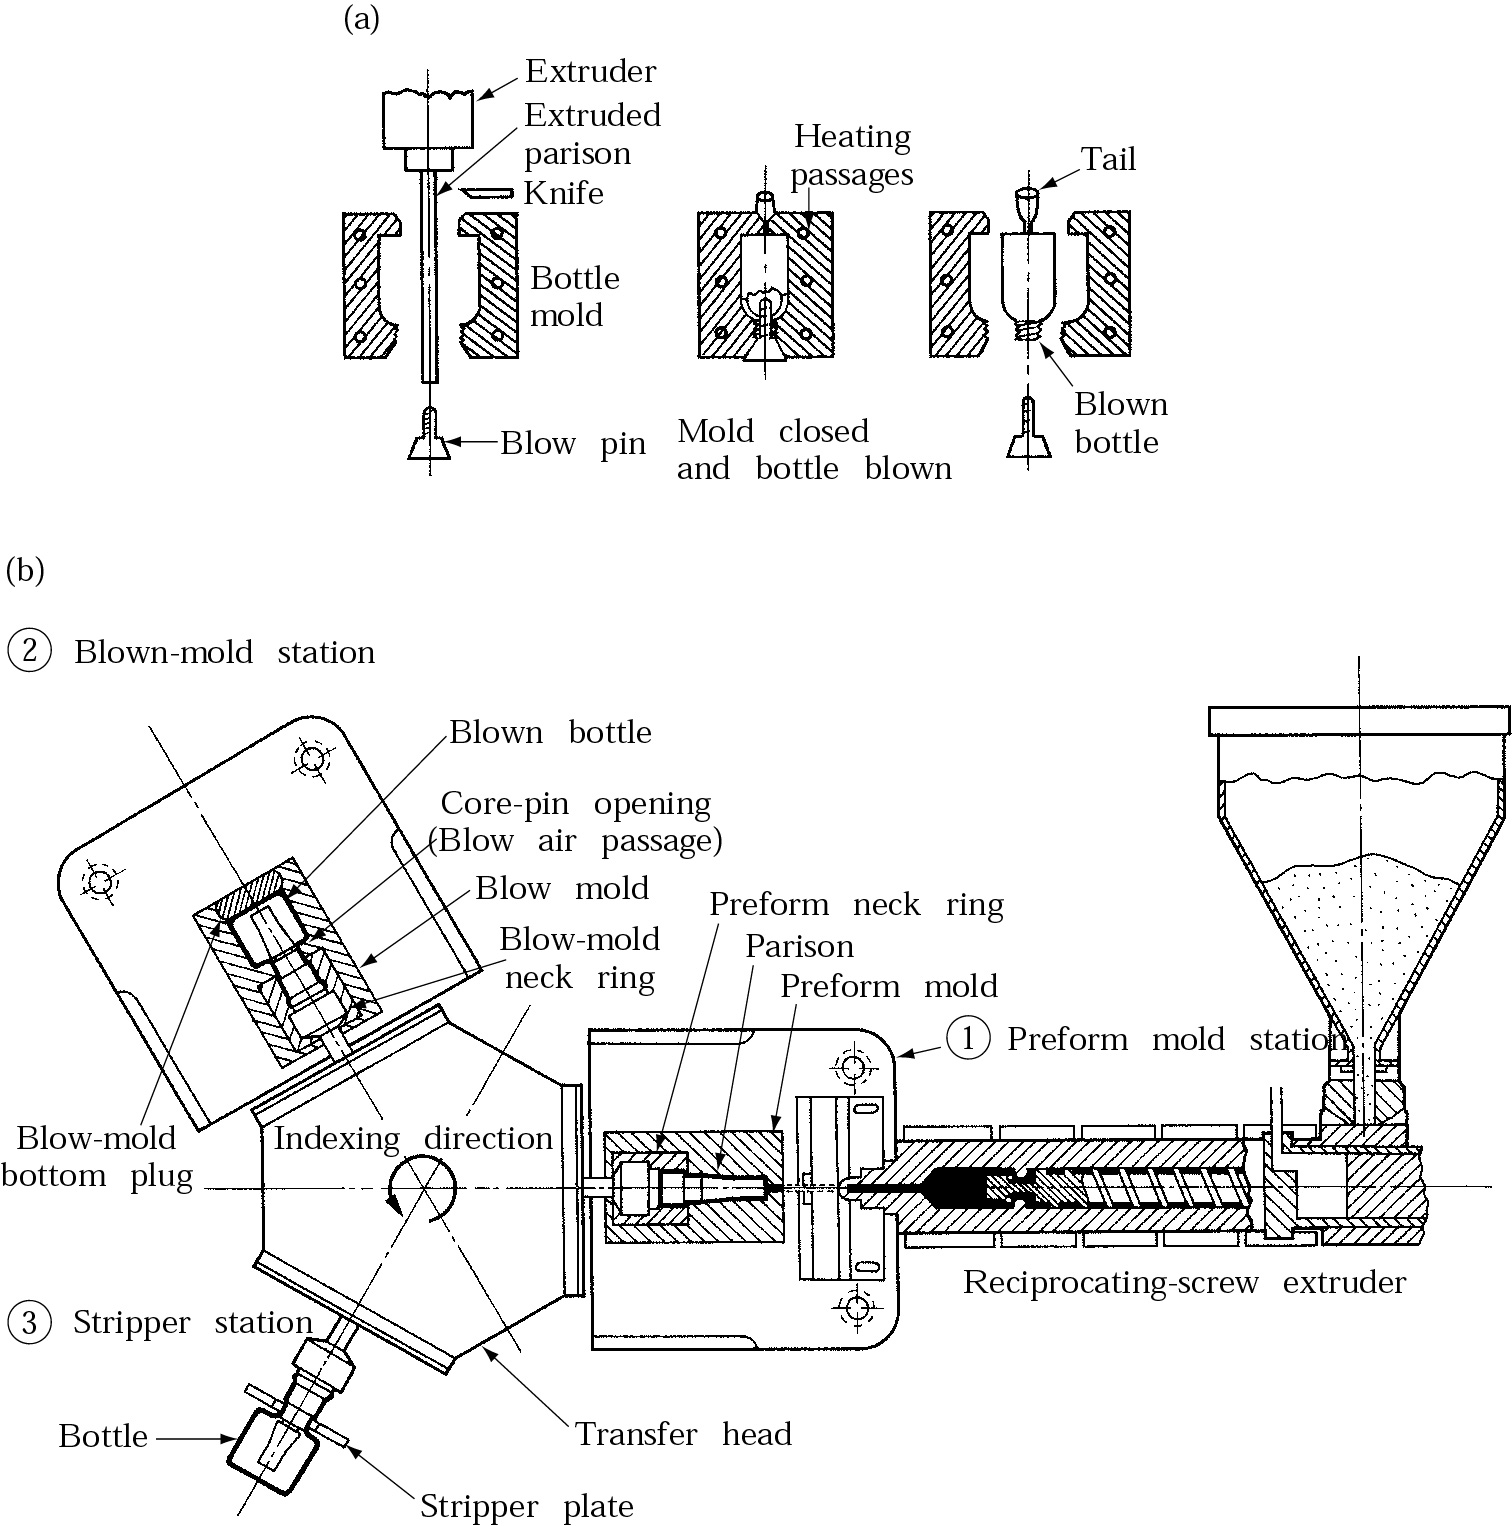 (a)
Extruder
Extruded
parison
Knife
Bottle
mold
Blow pin
Heating
passages
Mold closed
and bottle blown
Tail
Blown
bottle
(b)
2 Blown-mold station
Blown bottle
Core-pin opening
(Blow air passage)
Blow mold
Blow-mold
neck ring
Preform neck ring
Parison
Preform mold
1 Preform mold station
Blow-mold
bottom plug
Indexing direction
Reciprocating-screw extruder
3 Stripper station
Bottle
Transfer head
Stripper plate